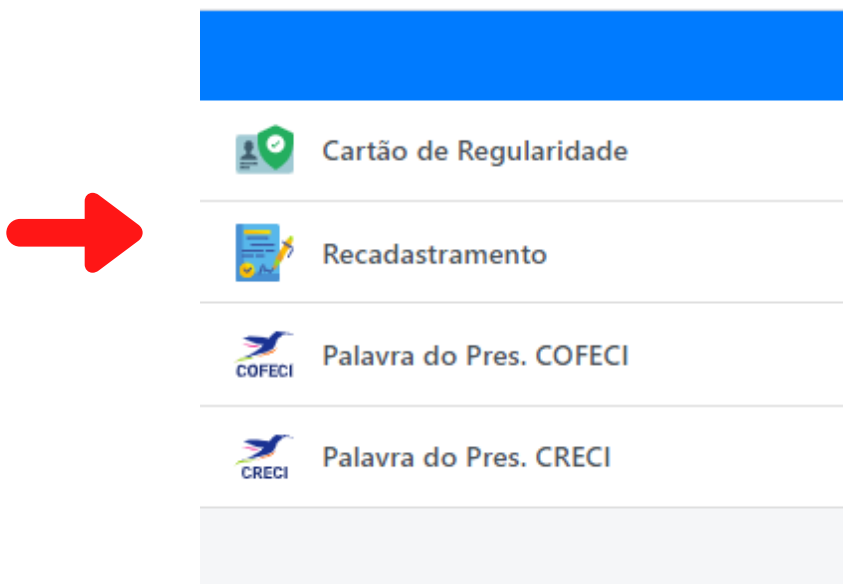 Cartão de Regularidade
Recadastramento
COFECI
Palavra do Pres. COFECI
CRECI
Palavra do Pres. CRECI